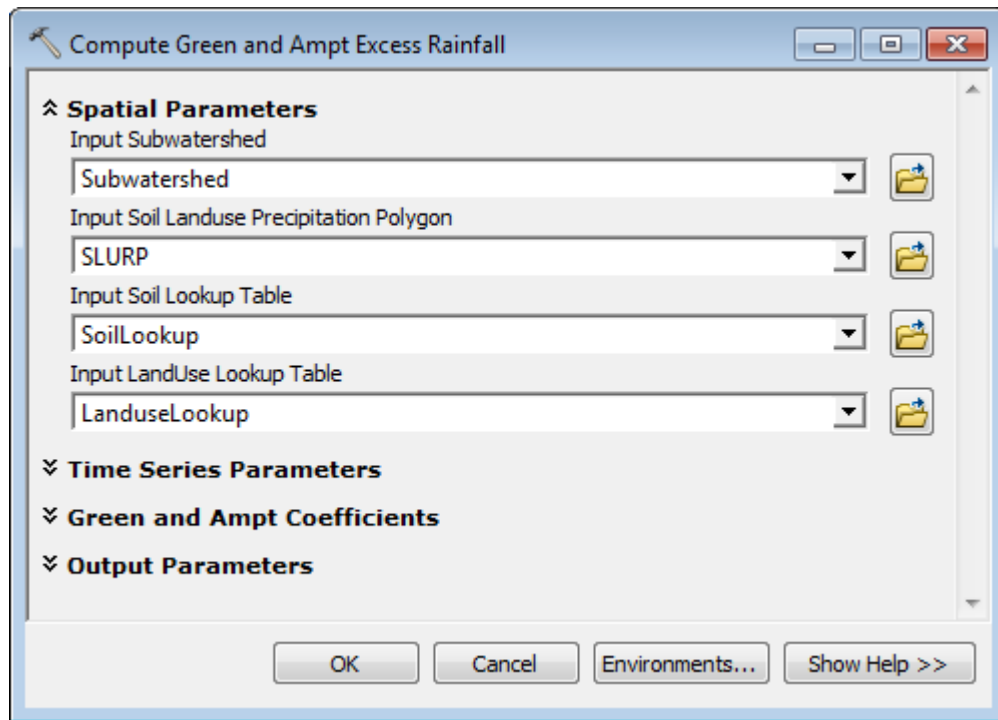 Compute Green and Ampt Excess Rainfall
Spatial Parameters
Input Subwatershed
Subwatershed
Input Soil Landuse Precipitation Polygon
SLURP
Input Soil Lookup Table
SoilLookup
Input LandUse Lookup Table
LanduseLookup
Time Series Parameters
Green and Ampt Coefficients
Output Parameters
OK Cancel Environments... Show Help >>